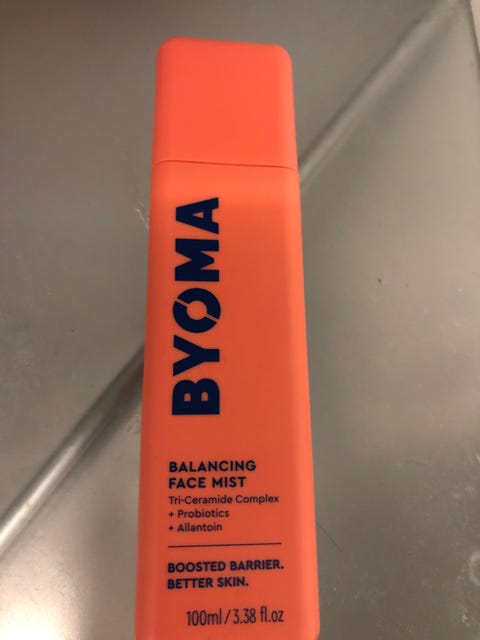 BYOMA
BALANCING
FACE MIST
Tri-Ceramide Complex
+ Probiotics
+ Allantoin
BOOSTED BARRIER.
BETTER SKIN.
100ml/3.38 fl.oz